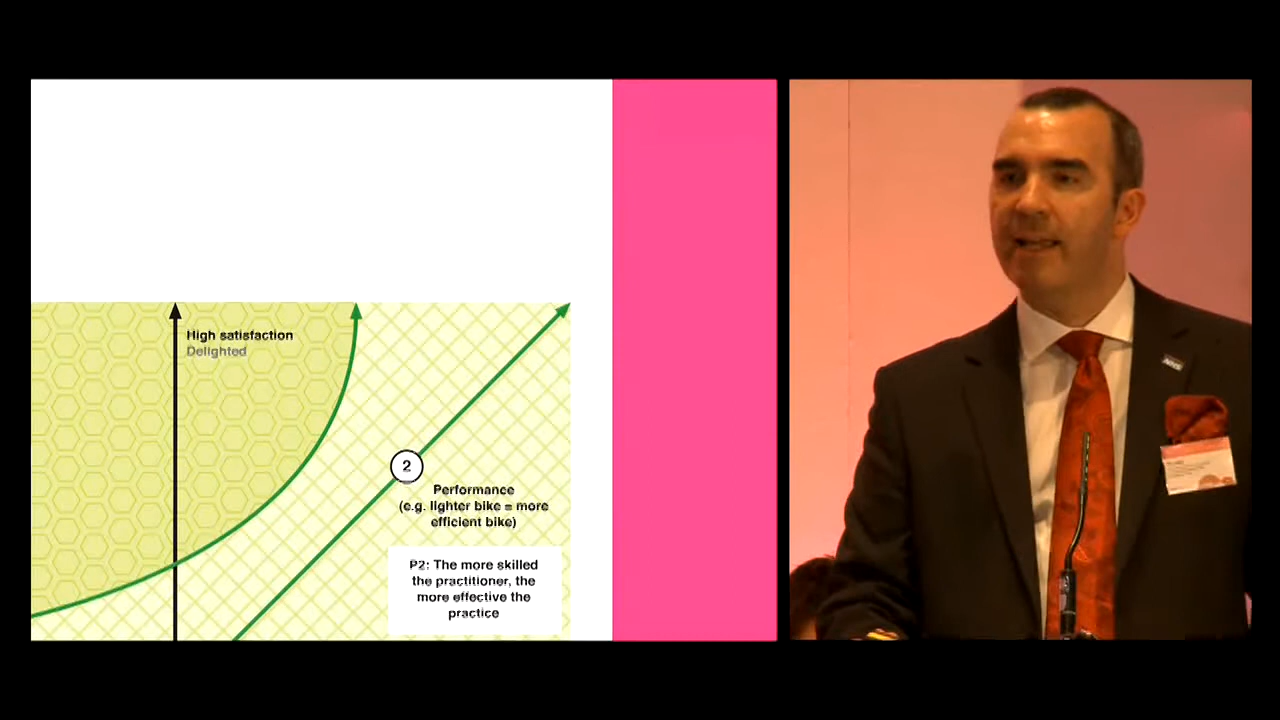 High satisfaction
Delighted
2
Performance
(e.g. lighter bike = more
efficient bike)
P2: The more skilled
the practitioner, the
more effective the
practice